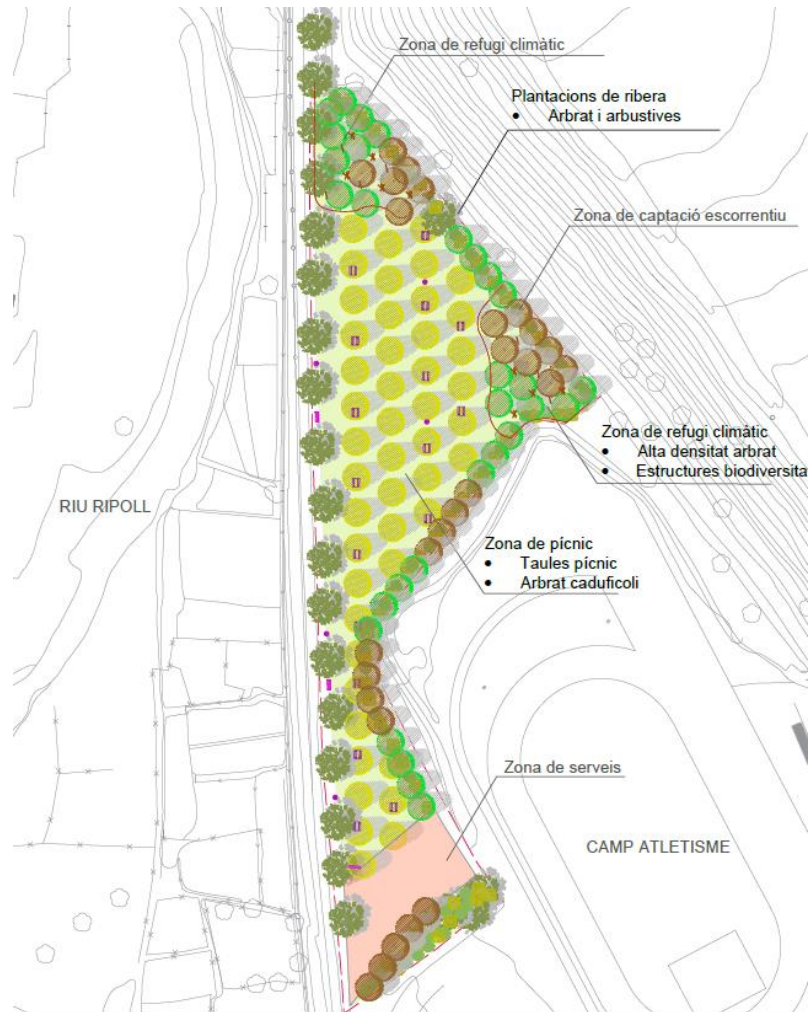 Zona de refugi climàtic
Plantacions de ribera
• Arbrat i arbustives
Zona de captació escorrentiu
Zona de refugi climàtic
• Alta densitat arbrat
• Estructures biodiversitat
RIU RIPOLL
Zona de pícnic
• Taules pícnic
• Arbrat caducifoli
Zona de serveis
CAMP ATLETISME